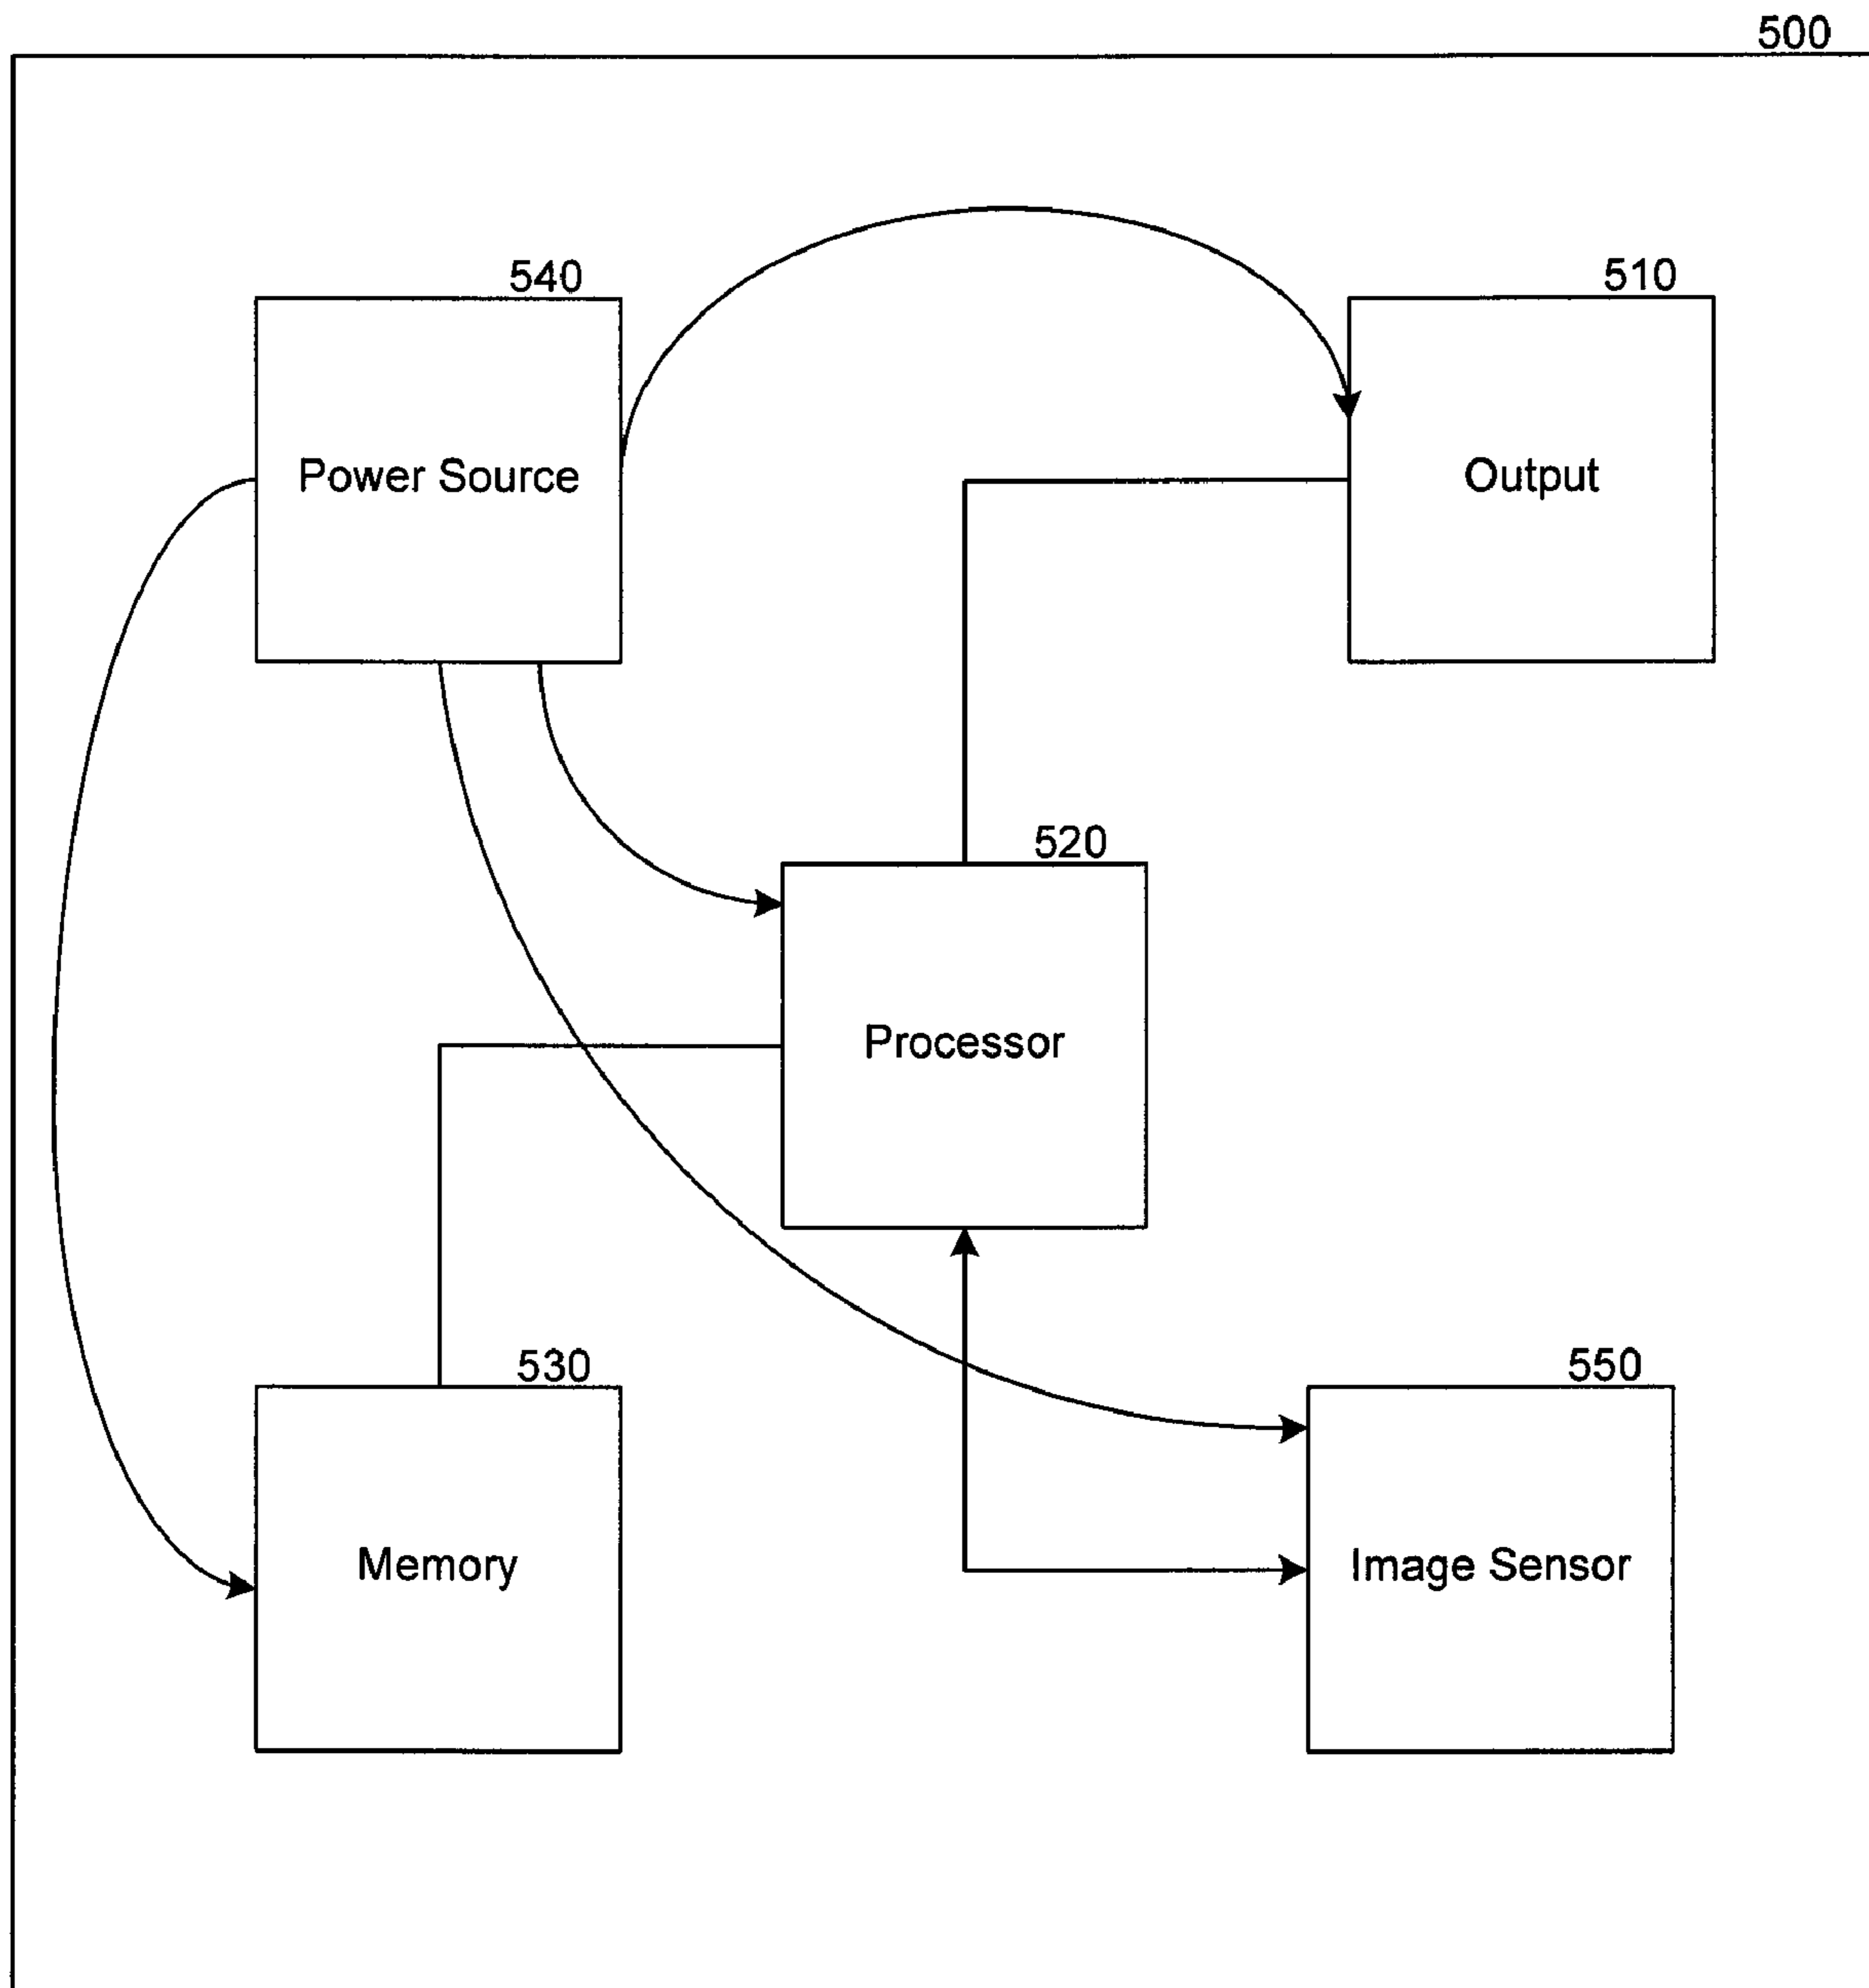 500
540
510
Power Source
Output
520
Processor
530
550
Memory
Image Sensor